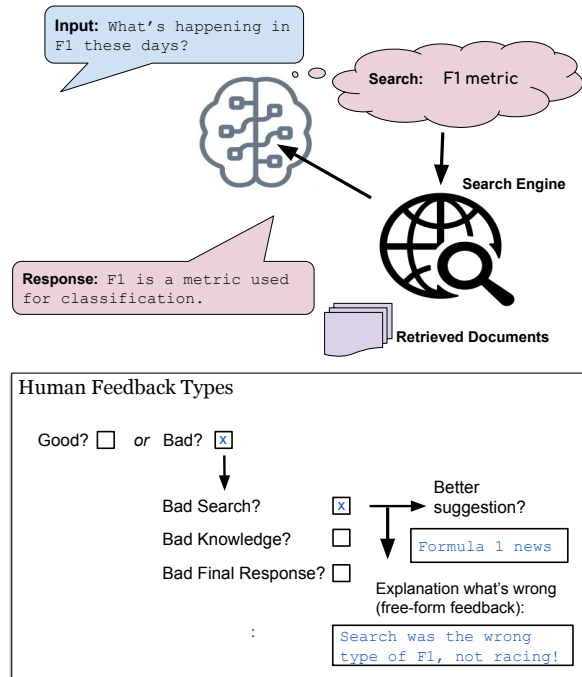 Input: What's happening in
F1 these days?
Search: F1 metric
Search Engine
Response: F1 is a metric used
for classification.
Retrieved Documents
Human Feedback Types
Good? or Bad? x
Bad Search? x
Better
suggestion?
Bad Knowledge?
Formula 1 news
Bad Final Response?
Explanation what's wrong
(free-form feedback):
:
Search was the wrong
type of F1, not racing!